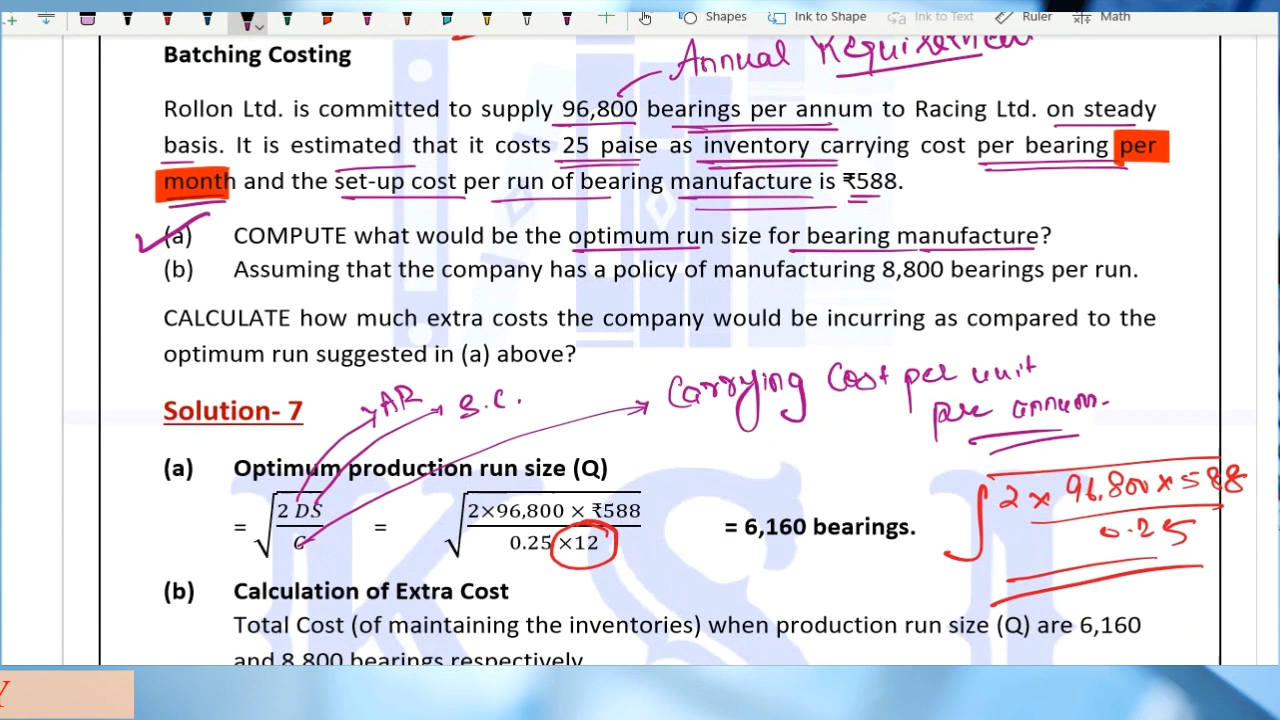 Shapes Ink to Shape Ink to Text Ruler Math
Batching Costing
Annual Requirement
Rollon Ltd. is committed to supply 96,800 bearings per annum to Racing Ltd. on steady
basis. It is estimated that it costs 25 paise as inventory carrying cost per bearing per
month and the set-up cost per run of bearing manufacture is ₹588.
(a) COMPUTE what would be the optimum run size for bearing manufacture?
(b) Assuming that the company has a policy of manufacturing 8,800 bearings per run.
CALCULATE how much extra costs the company would be incurring as compared to the
optimum run suggested in (a) above?
AR S.C. Carrying Cost per unit
per annum.
Solution- 7
(a) Optimum production run size (Q)
= √2 DS/C = √2×96,800 × ₹588/0.25 ×12 = 6,160 bearings.
√2 × 96,800 × 588/0.25
(b) Calculation of Extra Cost
Total Cost (of maintaining the inventories) when production run size (Q) are 6,160
and 8,800 bearings respectively
Y